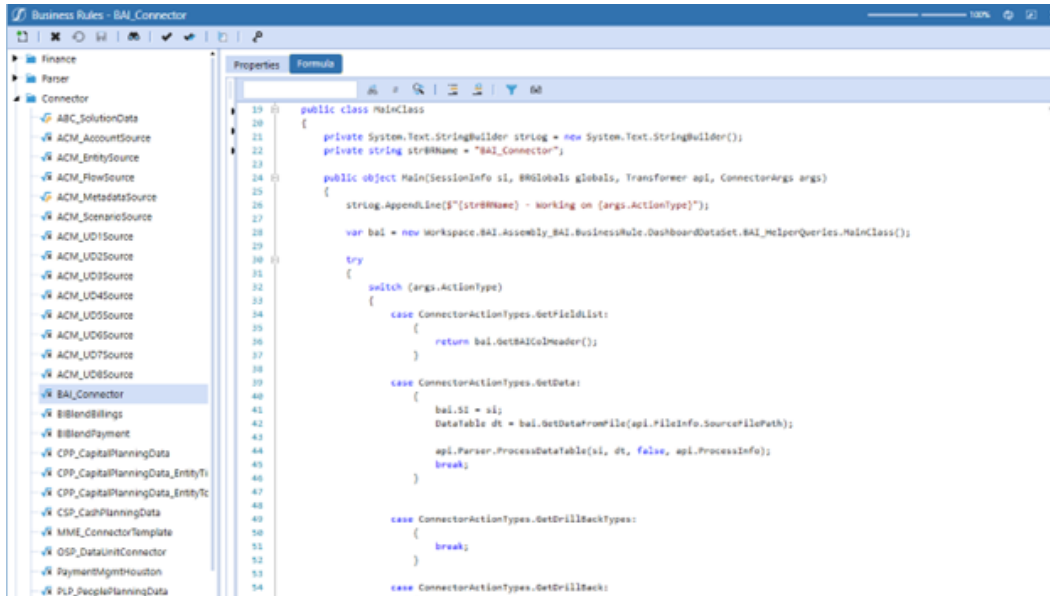 Business Rules - BAI_Connector
100%
Finance
Parser
Connector
ABC_SolutionData
ACM_AccountSource
ACM_EntitySource
ACM_FlowSource
ACM_MetadataSource
ACM_ScenarioSource
ACM_UD1Source
ACM_UD2Source
ACM_UD3Source
ACM_UD4Source
ACM_UD5Source
ACM_UD6Source
ACM_UD7Source
ACM_UD8Source
BAI_Connector
BIBlendBillings
BIBlendPayment
CPP_CapitalPlanningData
CPP_CapitalPlanningData_EntityTi
CPP_CapitalPlanningData_EntityTc
CSP_CashPlanningData
MME_ConnectorTemplate
OSP_DataUnitConnector
PaymentMgmtHouston
PLP_PeoplePlanningData
Properties Formula
19 public class MainClass
20 {
21 private System.Text.StringBuilder strLog = new System.Text.StringBuilder();
22 private string strBRName = "BAI_Connector";
23
24 public object Main(SessionInfo si, BRGlobals globals, Transformer api, ConnectorArgs args)
25 {
26 strLog.AppendLine($"{strBRName} - Working on {args.ActionType}");
27
28 var bai = new Workspace.BAI.Assembly_BAI.BusinessRule.DashboardDataSet.BAI_HelperQueries.MainClass();
29
30 try
31 {
32 switch (args.ActionType)
33 {
34 case ConnectorActionTypes.GetFieldList:
35 {
36 return bai.GetBAIColHeader();
37 }
38
39 case ConnectorActionTypes.GetData:
40 {
41 bai.SI = si;
42 DataTable dt = bai.GetDataFromFile(api.FileInfo.SourceFilePath);
43
44 api.Parser.ProcessDataTable(si, dt, false, api.ProcessInfo);
45 break;
46 }
47
48
49 case ConnectorActionTypes.GetDrillBackTypes:
50 {
51 break;
52 }
53
54 case ConnectorActionTypes.GetDrillBack: